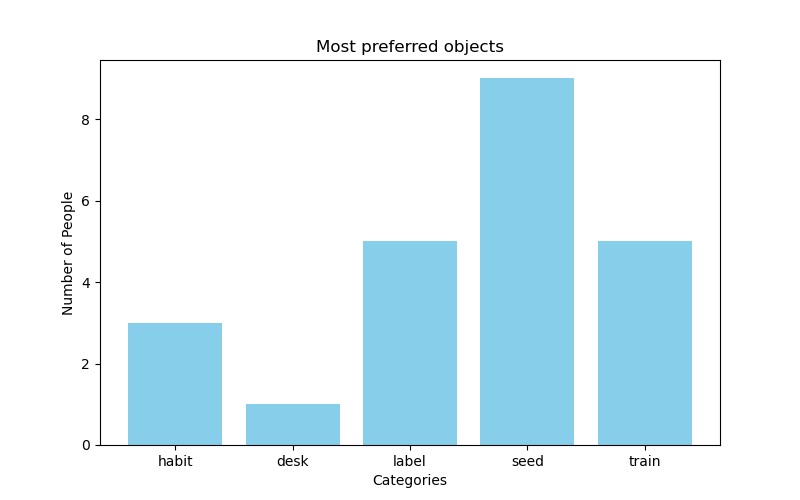 Most preferred objects
Number of People
8
6
4
2
0
habit desk label seed train
Categories